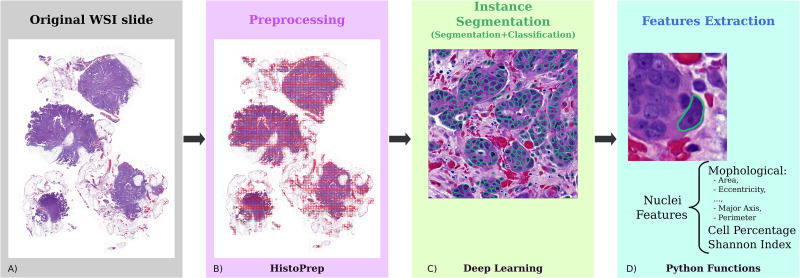 Original WSI slide
A)
Preprocessing
B)
HistoPrep
Instance
Segmentation
(Segmentation+Classification)
C)
Deep Learning
Features Extraction
Nuclei
Features
Mophological:
- Area,
- Eccentricity,
...,
- Major Axis,
- Perimeter
Cell Percentage
Shannon Index
D)
Python Functions